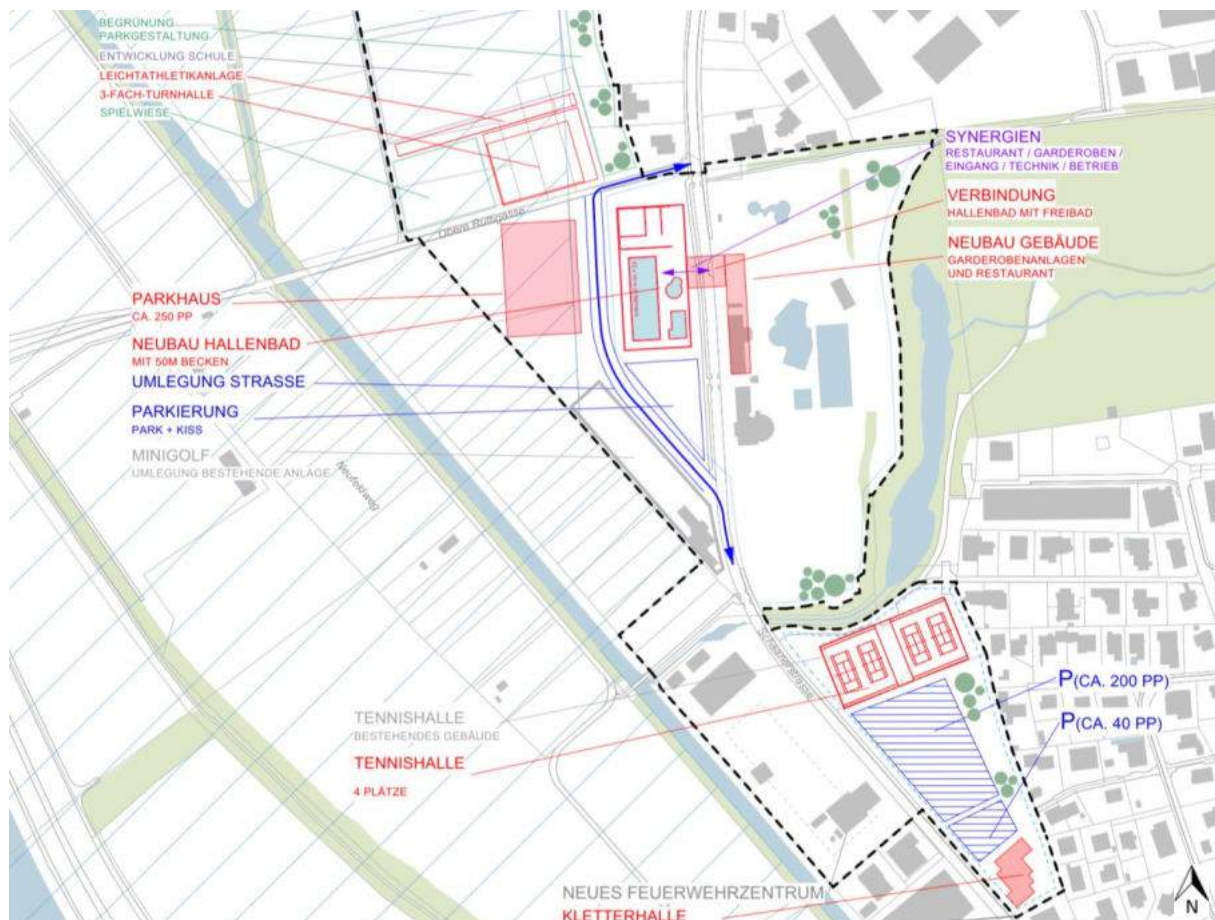 BEGRÜNUNG
PARKGESTALTUNG
ENTWICKLUNG SCHULE
LEICHTATHLETIKANLAGE
3-FACH-TURNHALLE
SPIELWIESE
SYNERGIEN
RESTAURANT / GARDEROBEN /
EINGANG / TECHNIK / BETRIEB
VERBINDUNG
HALLENBAD MIT FREIBAD
NEUBAU GEBÄUDE
GARDEROBENANLAGEN
UND RESTAURANT
PARKHAUS
CA. 250 PP
NEUBAU HALLENBAD
MIT 50M BECKEN
UMLEGUNG STRASSE
PARKIERUNG
PARK + KISS
MINIGOLF
UMLEGUNG BESTEHENDE ANLAGE
Neufeldweg
TENNISHALLE
BESTEHENDES GEBÄUDE
TENNISHALLE
4 PLÄTZE
P(CA. 200 PP)
P(CA. 40 PP)
NEUES FEUERWEHRZENTRUM
KLETTERHALLE
N